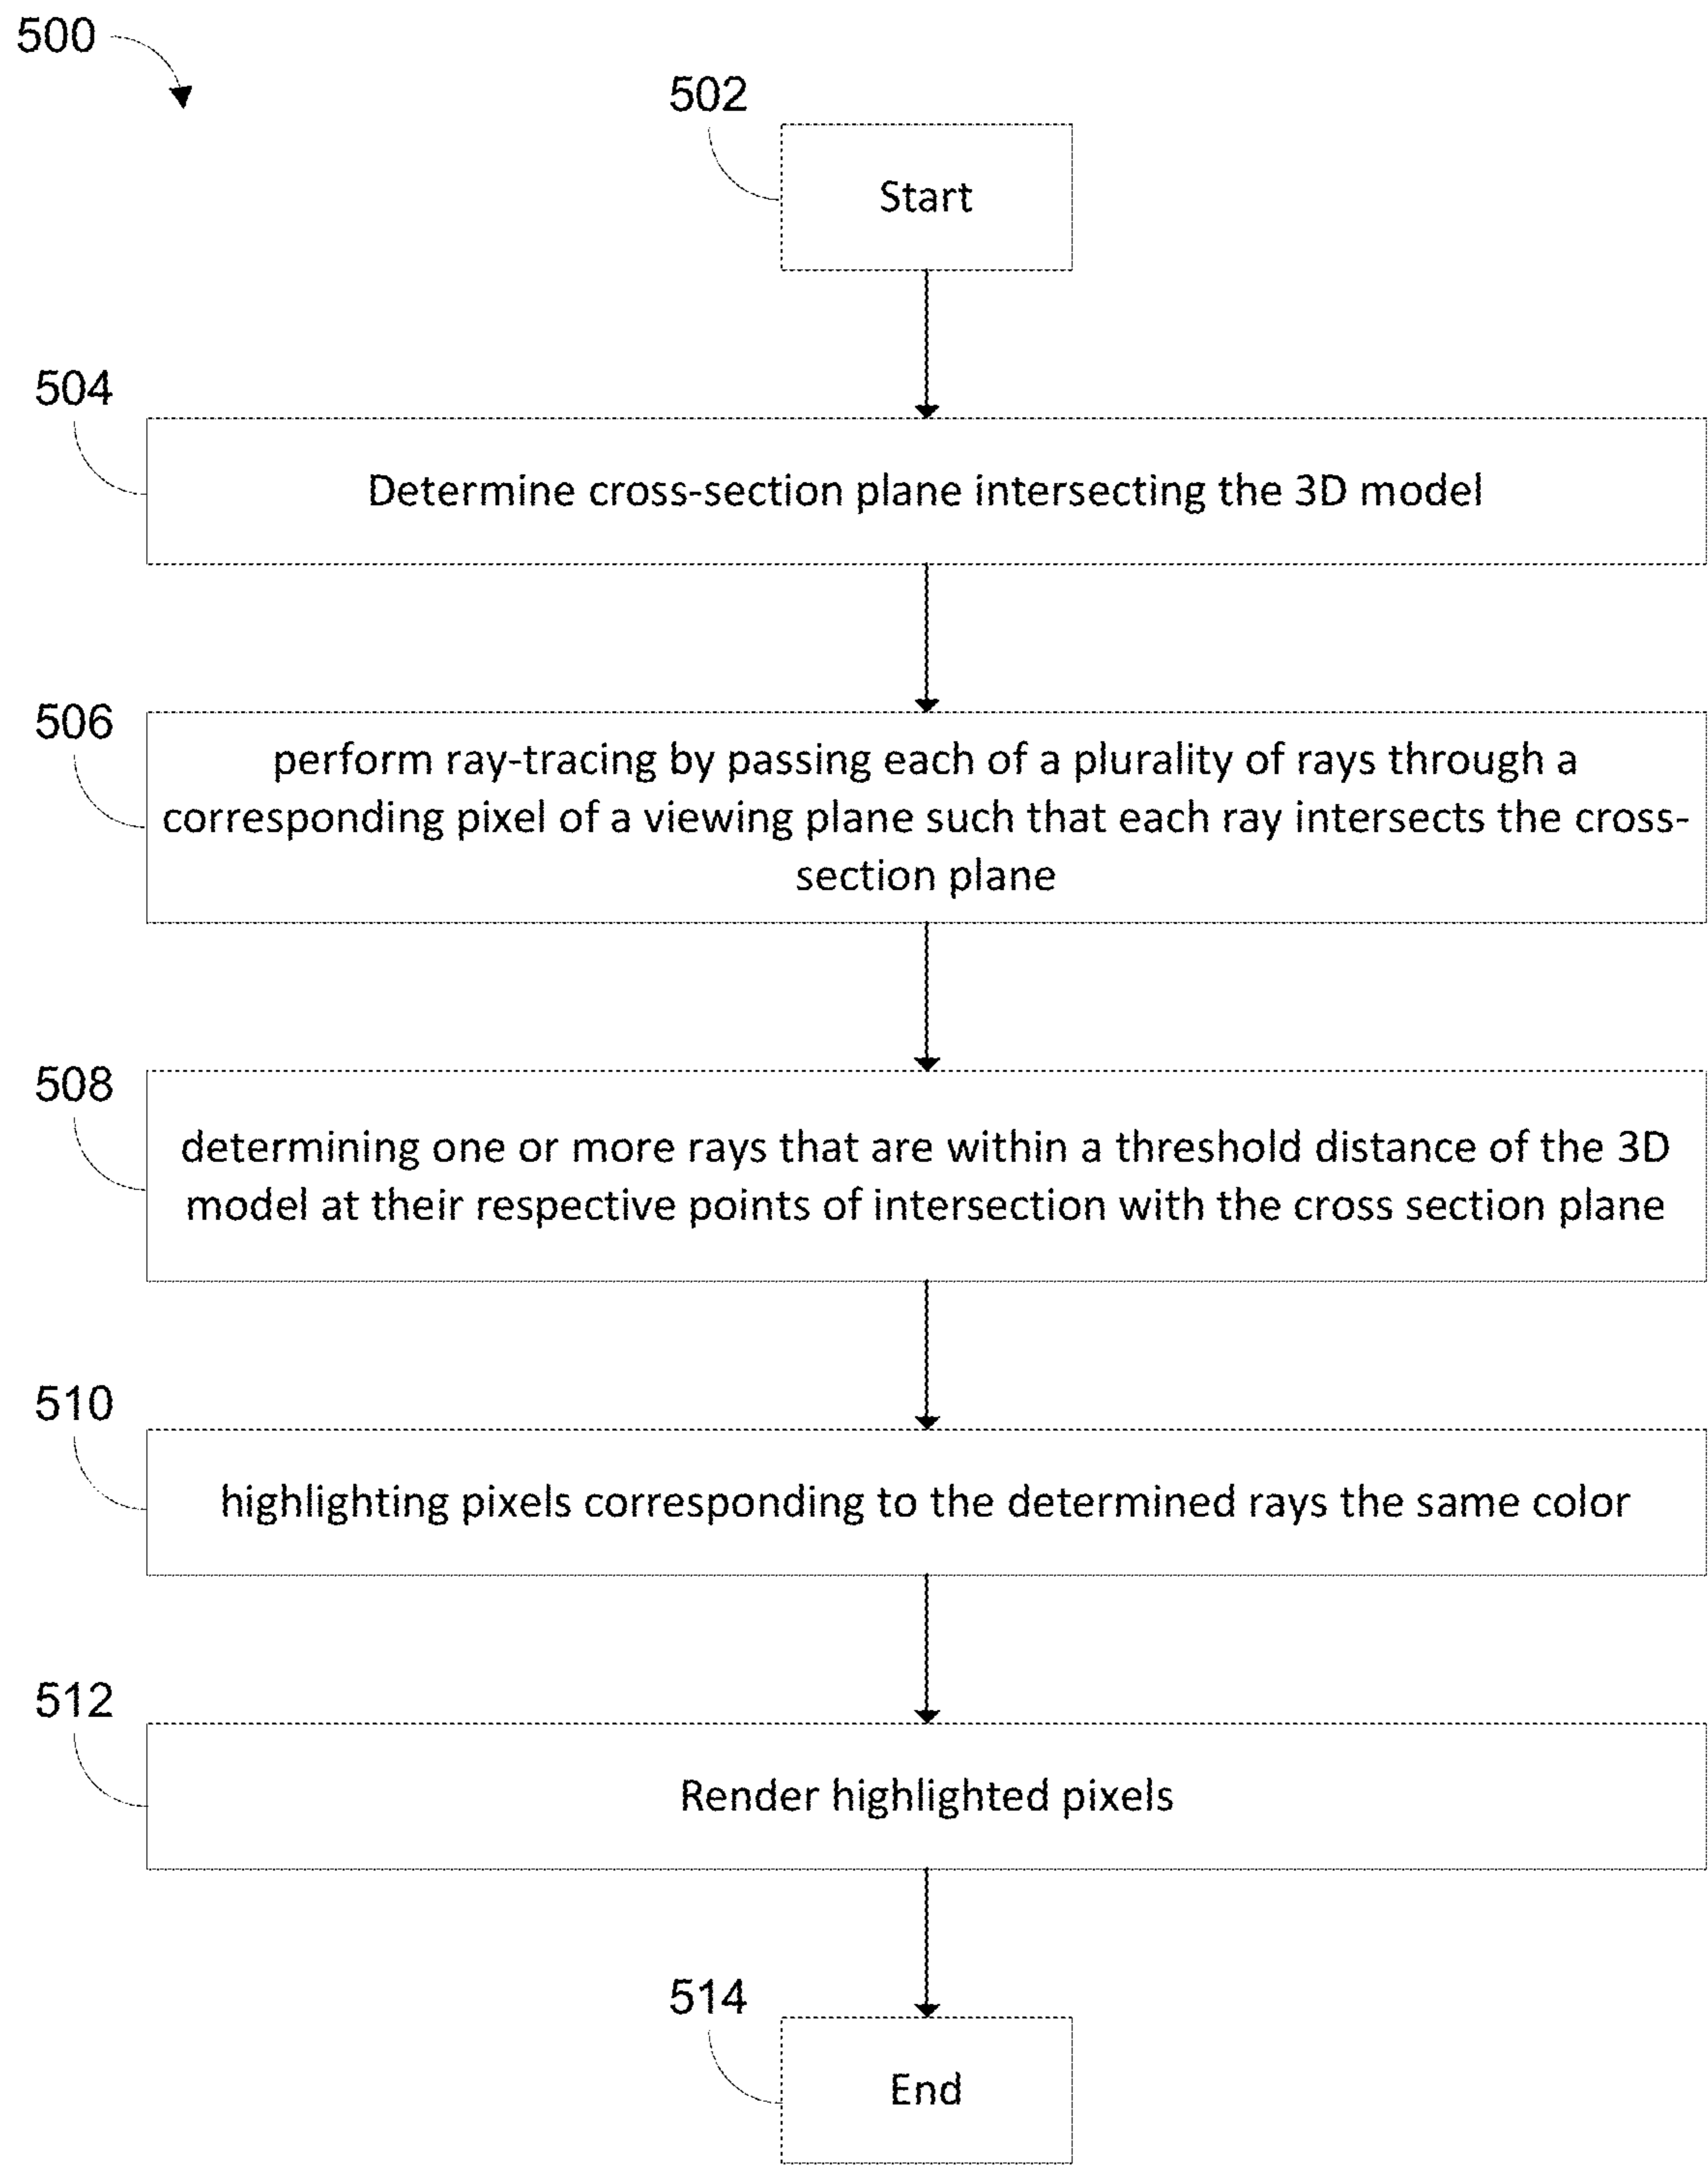 500
502
Start
504
Determine cross-section plane intersecting the 3D model
506
perform ray-tracing by passing each of a plurality of rays through a
corresponding pixel of a viewing plane such that each ray intersects the cross-
section plane
508
determining one or more rays that are within a threshold distance of the 3D
model at their respective points of intersection with the cross section plane
510
highlighting pixels corresponding to the determined rays the same color
512
Render highlighted pixels
514
End